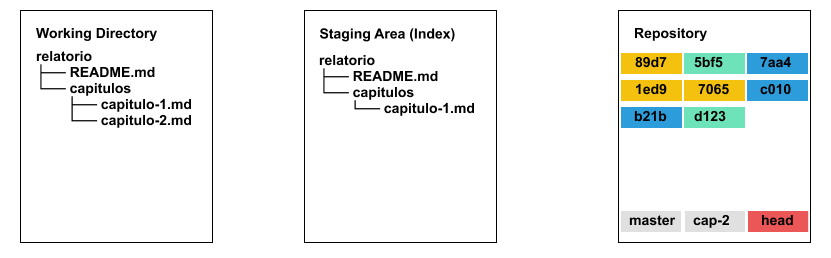 Working Directory
relatorio
README.md
capitulos
capitulo-1.md
capitulo-2.md
Staging Area (Index)
relatorio
README.md
capitulos
capitulo-1.md
Repository
89d7 5bf5 7aa4
1ed9 7065 c010
b21b d123
master cap-2 head